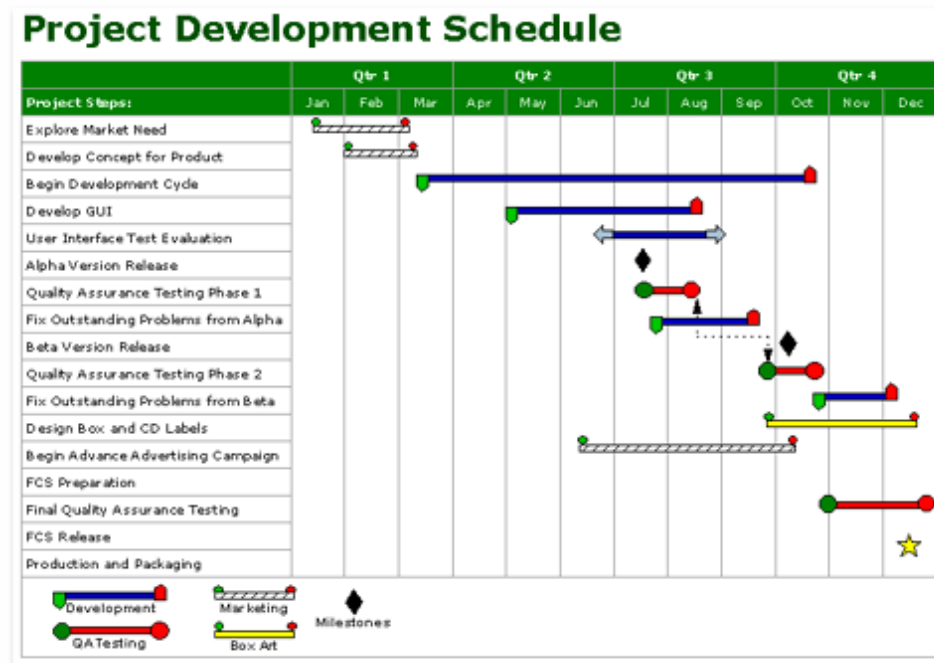 Project Development Schedule
Qtr 1 Qtr 2 Qtr 3 Qtr 4
Project Steps: Jan Feb Mar Apr May Jun Jul Aug Sep Oct Nov Dec
Explore Market Need
Develop Concept for Product
Begin Development Cycle
Develop GUI
User Interface Test Evaluation
Alpha Version Release
Quality Assurance Testing Phase 1
Fix Outstanding Problems from Alpha
Beta Version Release
Quality Assurance Testing Phase 2
Fix Outstanding Problems from Beta
Design Box and CD Labels
Begin Advance Advertising Campaign
FCS Preparation
Final Quality Assurance Testing
FCS Release
Production and Packaging
Development Marketing Milestones
QA Testing Box Art